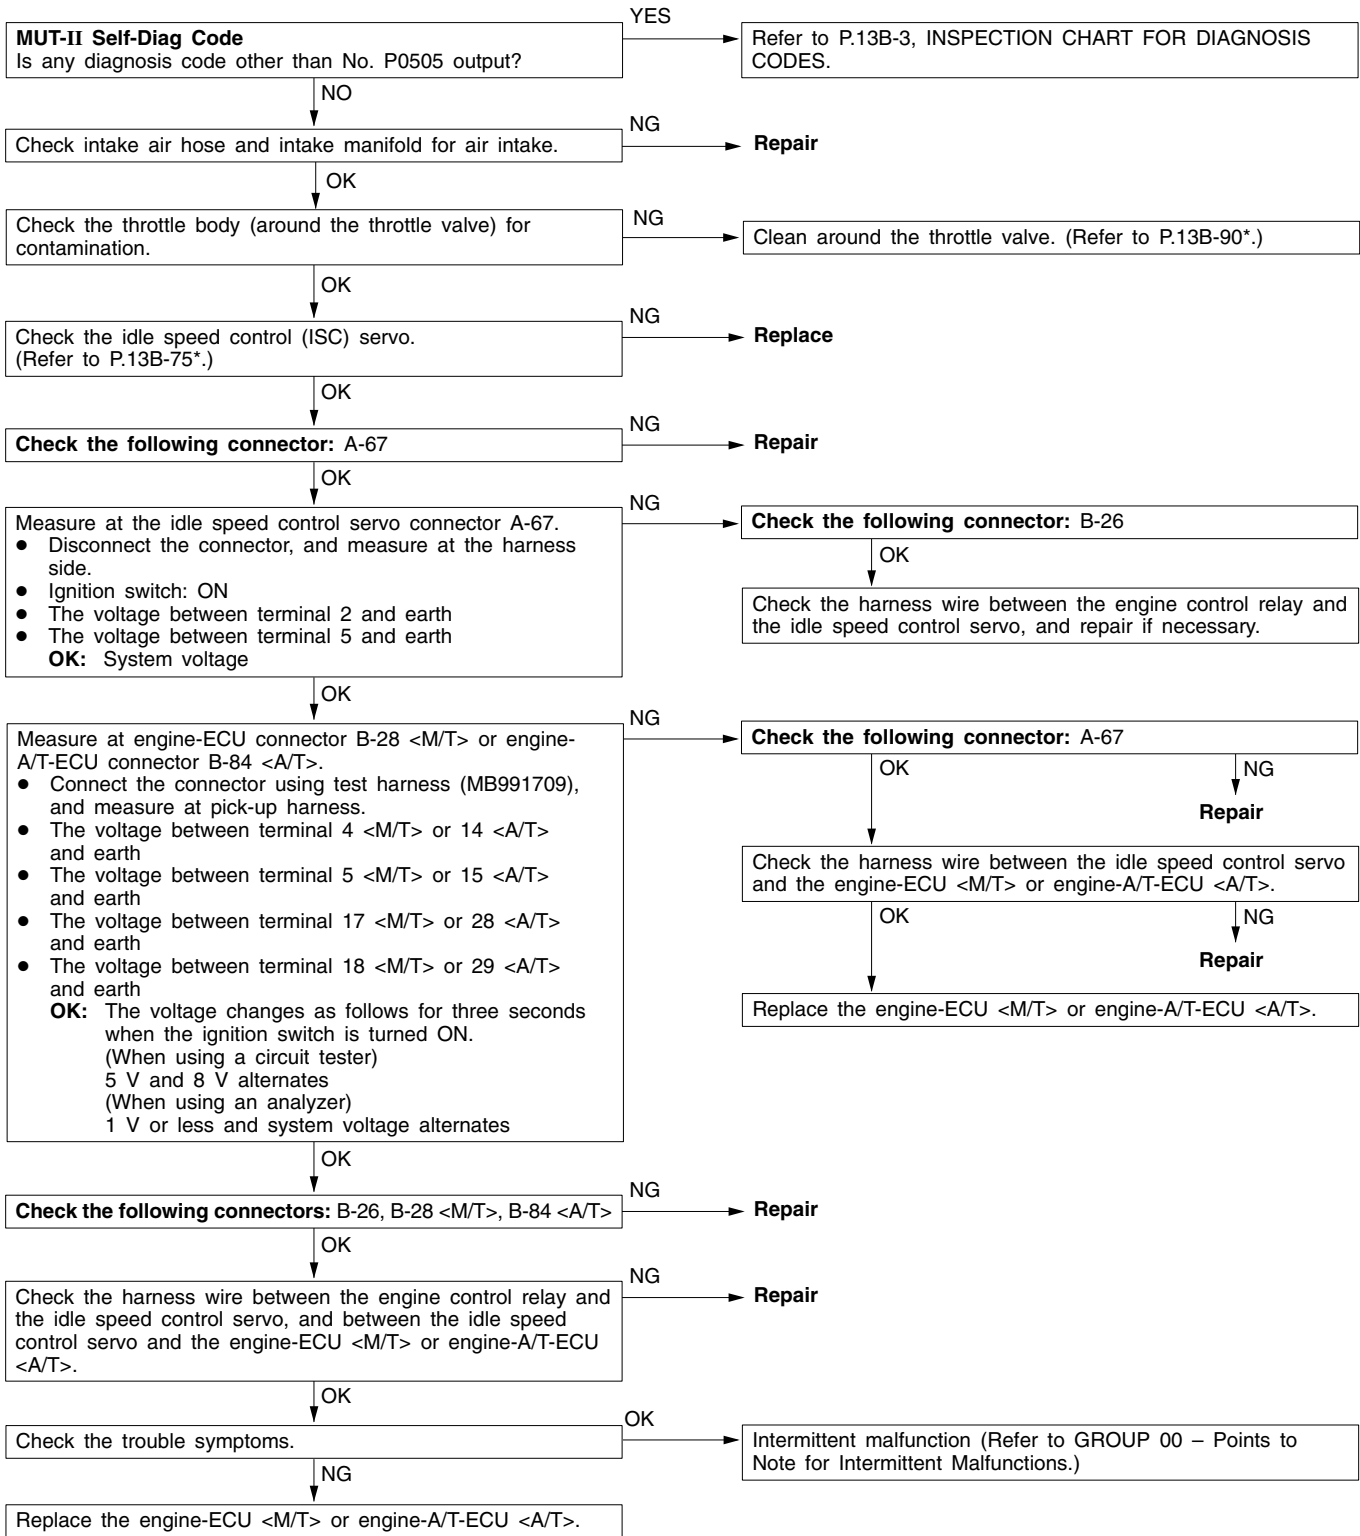 YES
MUT-II Self-Diag Code
Is any diagnosis code other than No. P0505 output?
Refer to P.13B-3, INSPECTION CHART FOR DIAGNOSIS
CODES.
NO
Check intake air hose and intake manifold for air intake.
NG
Repair
OK
Check the throttle body (around the throttle valve) for
contamination.
NG
Clean around the throttle valve. (Refer to P.13B-90*.)
OK
Check the idle speed control (ISC) servo.
(Refer to P.13B-75*.)
NG
Replace
OK
Check the following connector: A-67
NG
Repair
OK
Measure at the idle speed control servo connector A-67.
● Disconnect the connector, and measure at the harness
side.
● Ignition switch: ON
● The voltage between terminal 2 and earth
● The voltage between terminal 5 and earth
OK: System voltage
NG
Check the following connector: B-26
OK
Check the harness wire between the engine control relay and
the idle speed control servo, and repair if necessary.
OK
Measure at engine-ECU connector B-28 <M/T> or engine-
A/T-ECU connector B-84 <A/T>.
● Connect the connector using test harness (MB991709),
and measure at pick-up harness.
● The voltage between terminal 4 <M/T> or 14 <A/T>
and earth
● The voltage between terminal 5 <M/T> or 15 <A/T>
and earth
● The voltage between terminal 17 <M/T> or 28 <A/T>
and earth
● The voltage between terminal 18 <M/T> or 29 <A/T>
and earth
OK: The voltage changes as follows for three seconds
when the ignition switch is turned ON.
(When using a circuit tester)
5 V and 8 V alternates
(When using an analyzer)
1 V or less and system voltage alternates
NG
Check the following connector: A-67
OK
NG
Repair
Check the harness wire between the idle speed control servo
and the engine-ECU <M/T> or engine-A/T-ECU <A/T>.
OK
NG
Repair
Replace the engine-ECU <M/T> or engine-A/T-ECU <A/T>.
OK
Check the following connectors: B-26, B-28 <M/T>, B-84 <A/T>
NG
Repair
OK
Check the harness wire between the engine control relay and
the idle speed control servo, and between the idle speed
control servo and the engine-ECU <M/T> or engine-A/T-ECU
<A/T>.
NG
Repair
OK
Check the trouble symptoms.
OK
Intermittent malfunction (Refer to GROUP 00 – Points to
Note for Intermittent Malfunctions.)
NG
Replace the engine-ECU <M/T> or engine-A/T-ECU <A/T>.